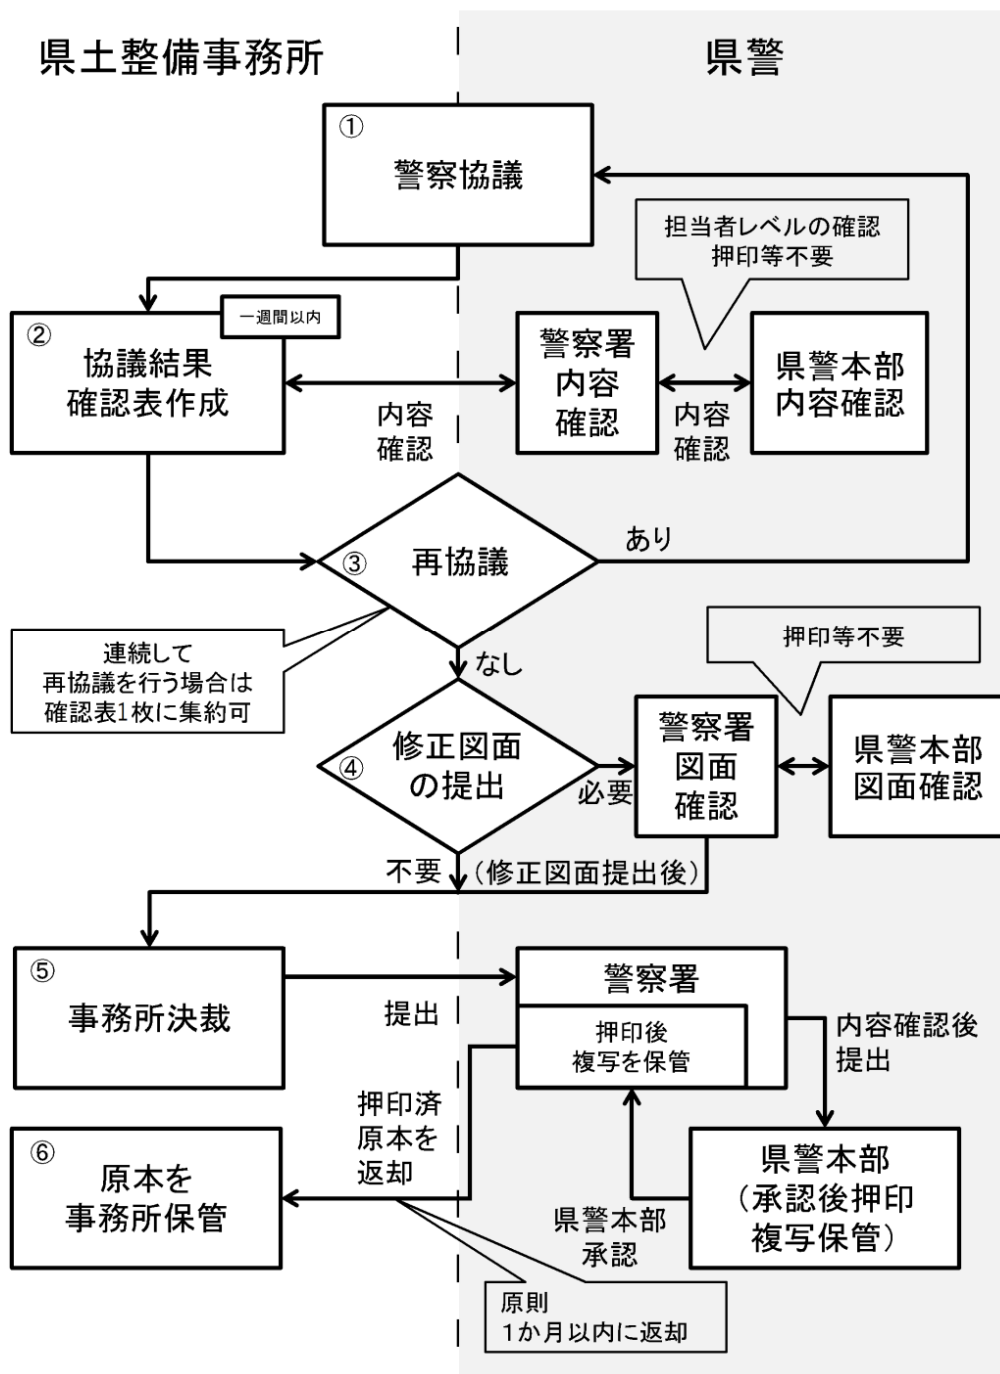 県土整備事務所
県警
①
警察協議
担当者レベルの確認
押印等不要
②
一週間以内
協議結果
確認表作成
内容
確認
警察署
内容
確認
内容
確認
県警本部
内容確認
③
再協議
あり
連続して
再協議を行う場合は
確認表1枚に集約可
なし
押印等不要
④
修正図面
の提出
必要
警察署
図面
確認
県警本部
図面確認
不要
（修正図面提出後）
⑤
事務所決裁
提出
警察署
押印後
複写を保管
内容確認後
提出
押印済
原本を
返却
⑥
原本を
事務所保管
県警本部
承認
県警本部
（承認後押印
複写保管）
原則
１か月以内に返却